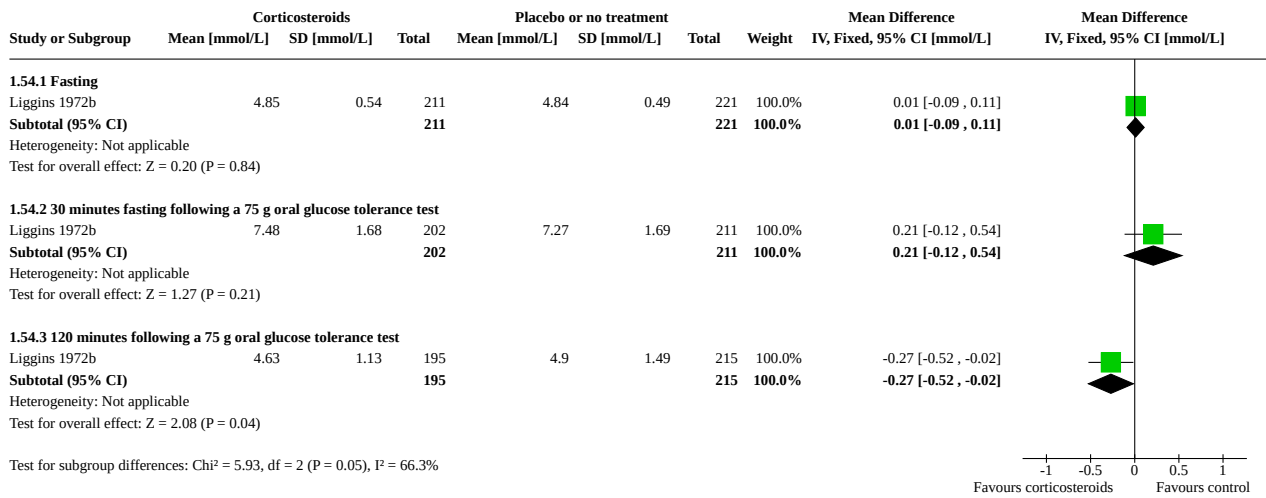 Corticosteroids Placebo or no treatment Mean Difference Mean Difference
Study or Subgroup Mean [mmol/L] SD [mmol/L] Total Mean [mmol/L] SD [mmol/L] Total Weight IV, Fixed, 95% CI [mmol/L] IV, Fixed, 95% CI [mmol/L]
1.54.1 Fasting
Liggins 1972b 4.85 0.54 211 4.84 0.49 221 100.0% 0.01 [-0.09 , 0.11]
Subtotal (95% CI) 211 221 100.0% 0.01 [-0.09 , 0.11]
Heterogeneity: Not applicable
Test for overall effect: Z = 0.20 (P = 0.84)
1.54.2 30 minutes fasting following a 75 g oral glucose tolerance test
Liggins 1972b 7.48 1.68 202 7.27 1.69 211 100.0% 0.21 [-0.12 , 0.54]
Subtotal (95% CI) 202 211 100.0% 0.21 [-0.12 , 0.54]
Heterogeneity: Not applicable
Test for overall effect: Z = 1.27 (P = 0.21)
1.54.3 120 minutes following a 75 g oral glucose tolerance test
Liggins 1972b 4.63 1.13 195 4.9 1.49 215 100.0% -0.27 [-0.52 , -0.02]
Subtotal (95% CI) 195 215 100.0% -0.27 [-0.52 , -0.02]
Heterogeneity: Not applicable
Test for overall effect: Z = 2.08 (P = 0.04)
Test for subgroup differences: Chi² = 5.93, df = 2 (P = 0.05), I² = 66.3%
-1 -0.5 0 0.5 1
Favours corticosteroids Favours control